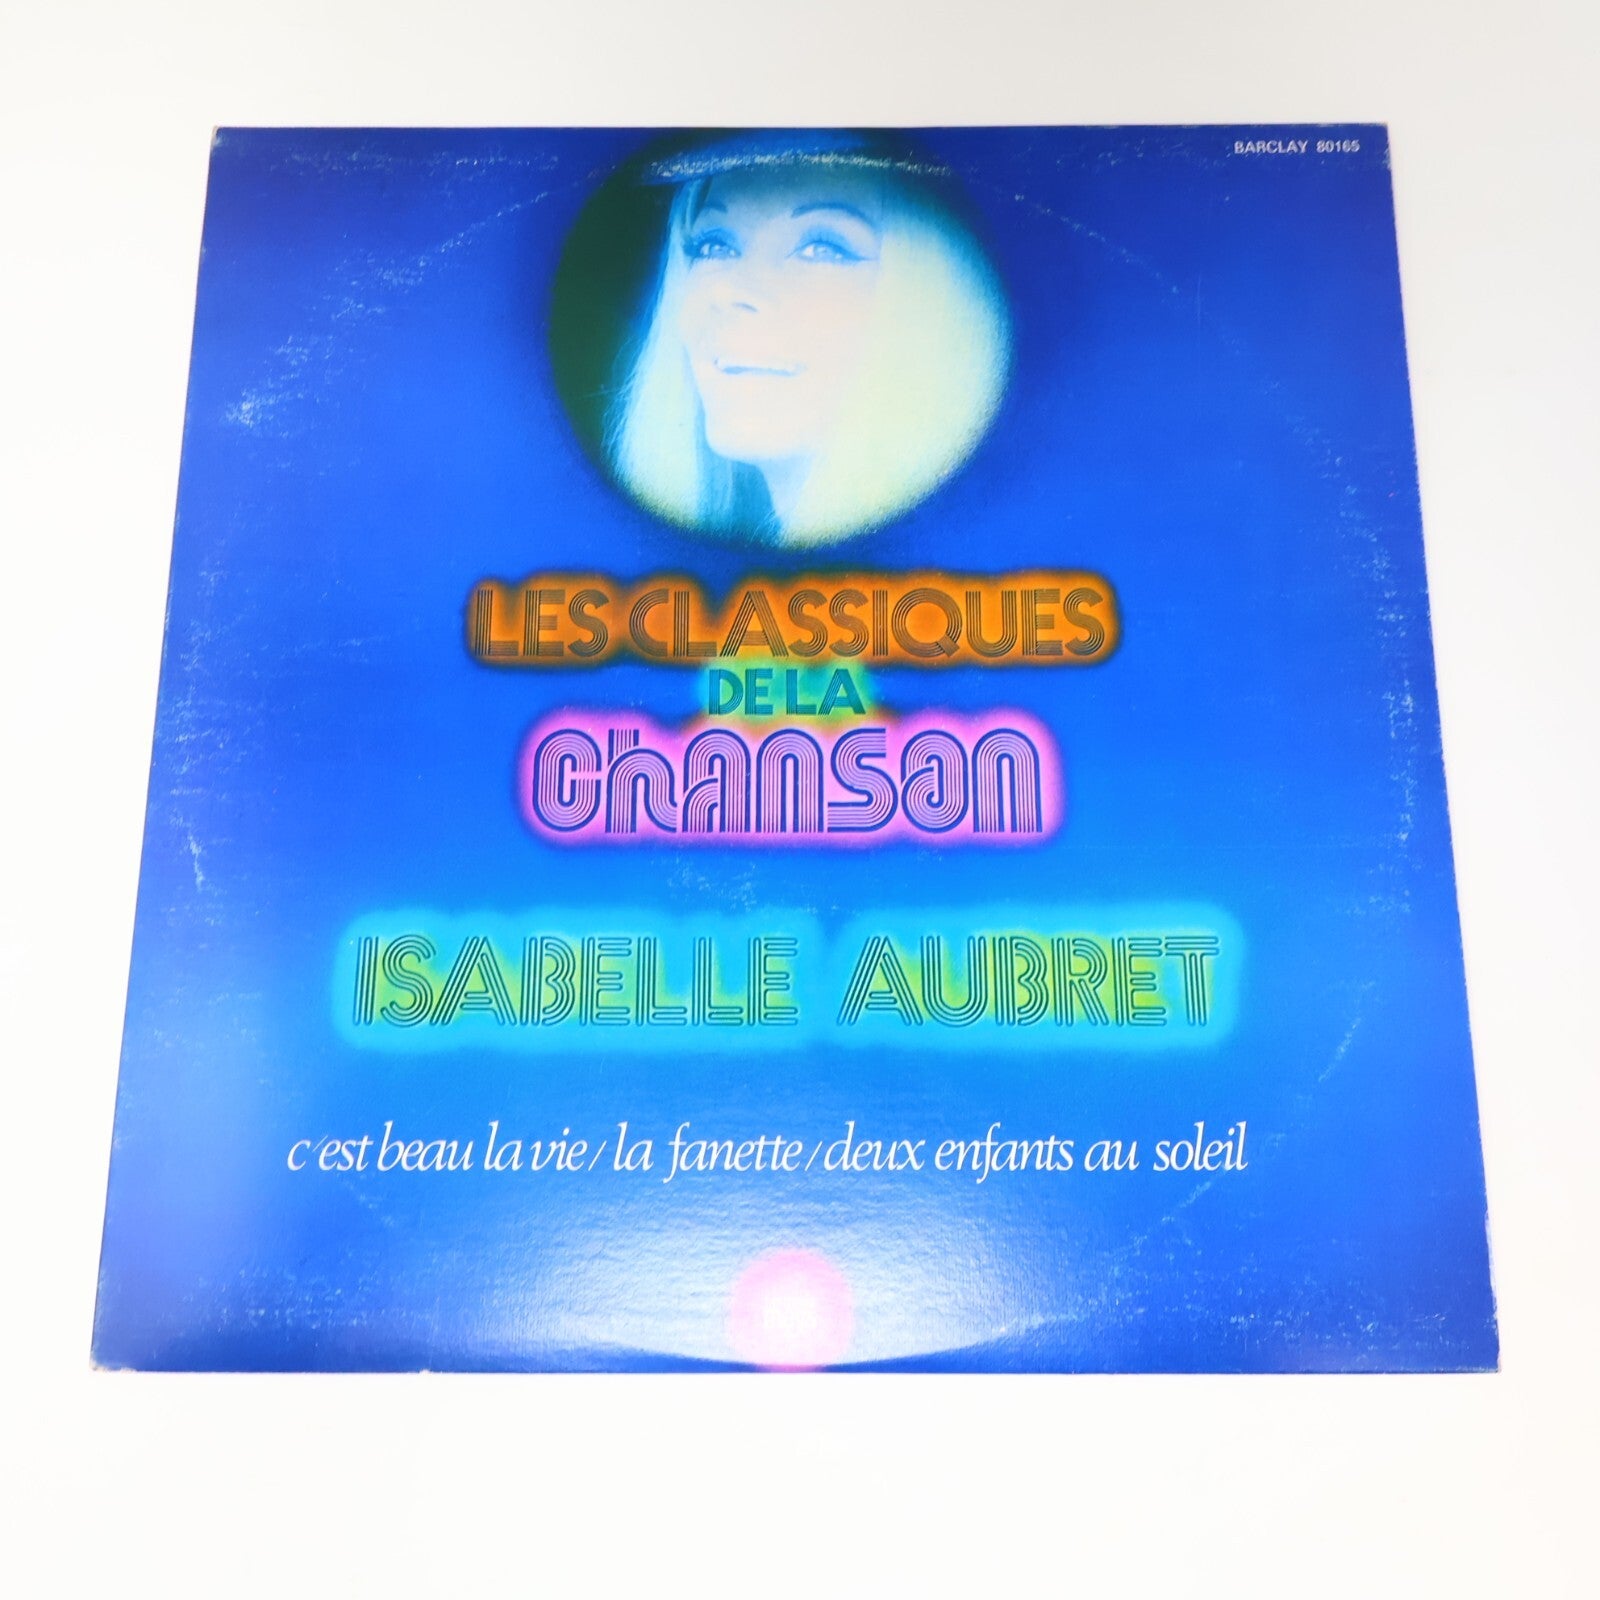 BARCLAY 80165
LES CLASSIQUES
DE LA
Chanson
ISABELLE AUBRET
c'est beau la vie/la fanette/deux enfants au soleil